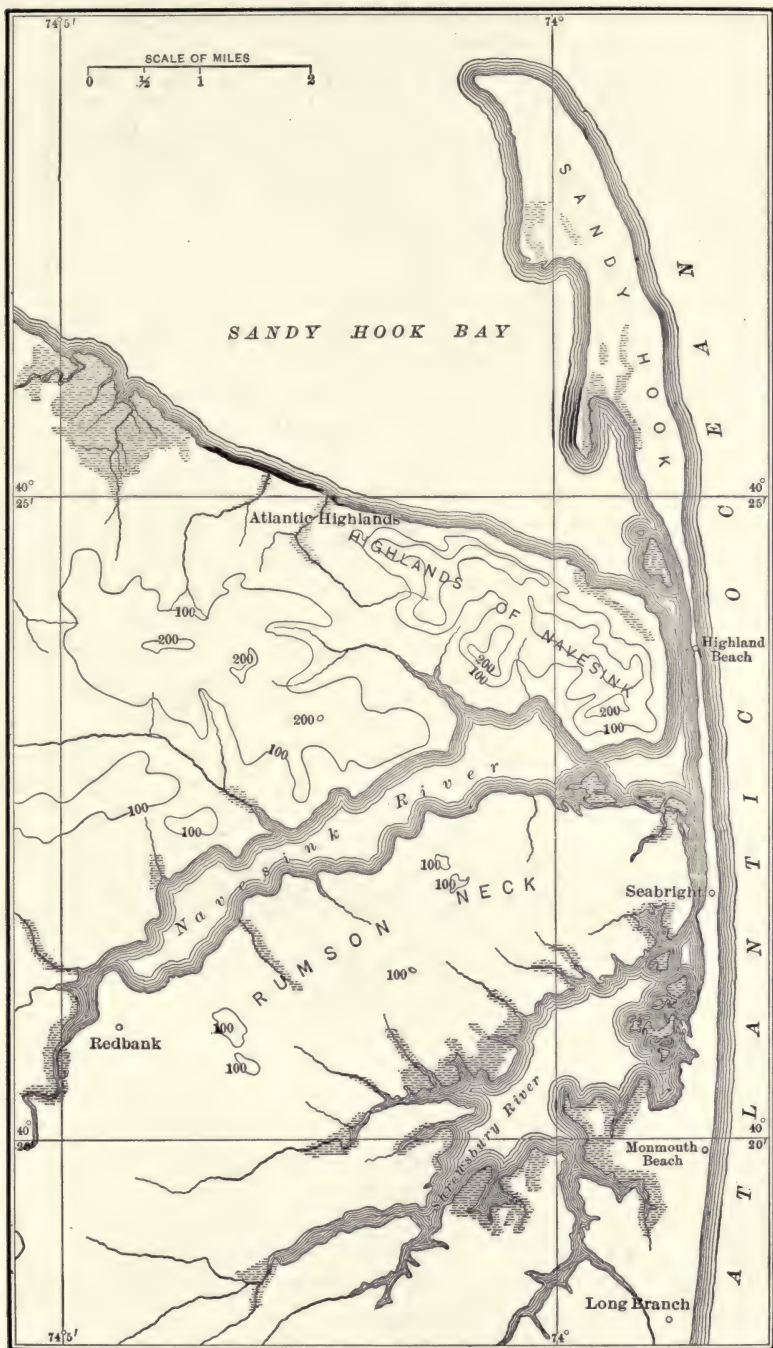 74°5'
74°
SCALE OF MILES
0 ½ 1 2
SANDY HOOK
SANDY HOOK BAY
ATLANTIC OCEAN
40°
25'
40°
25'
Atlantic Highlands
HIGHLANDS OF NAVESINK
100
200
200
200
100
200
100
200
100
100
100
Highland
Beach
Navesink River
100
100
RUMSON NECK
Seabright
100
100
100
Redbank
Shrewsbury River
40°
20'
40°
20'
Monmouth
Beach
Long Branch
74°5'
74°